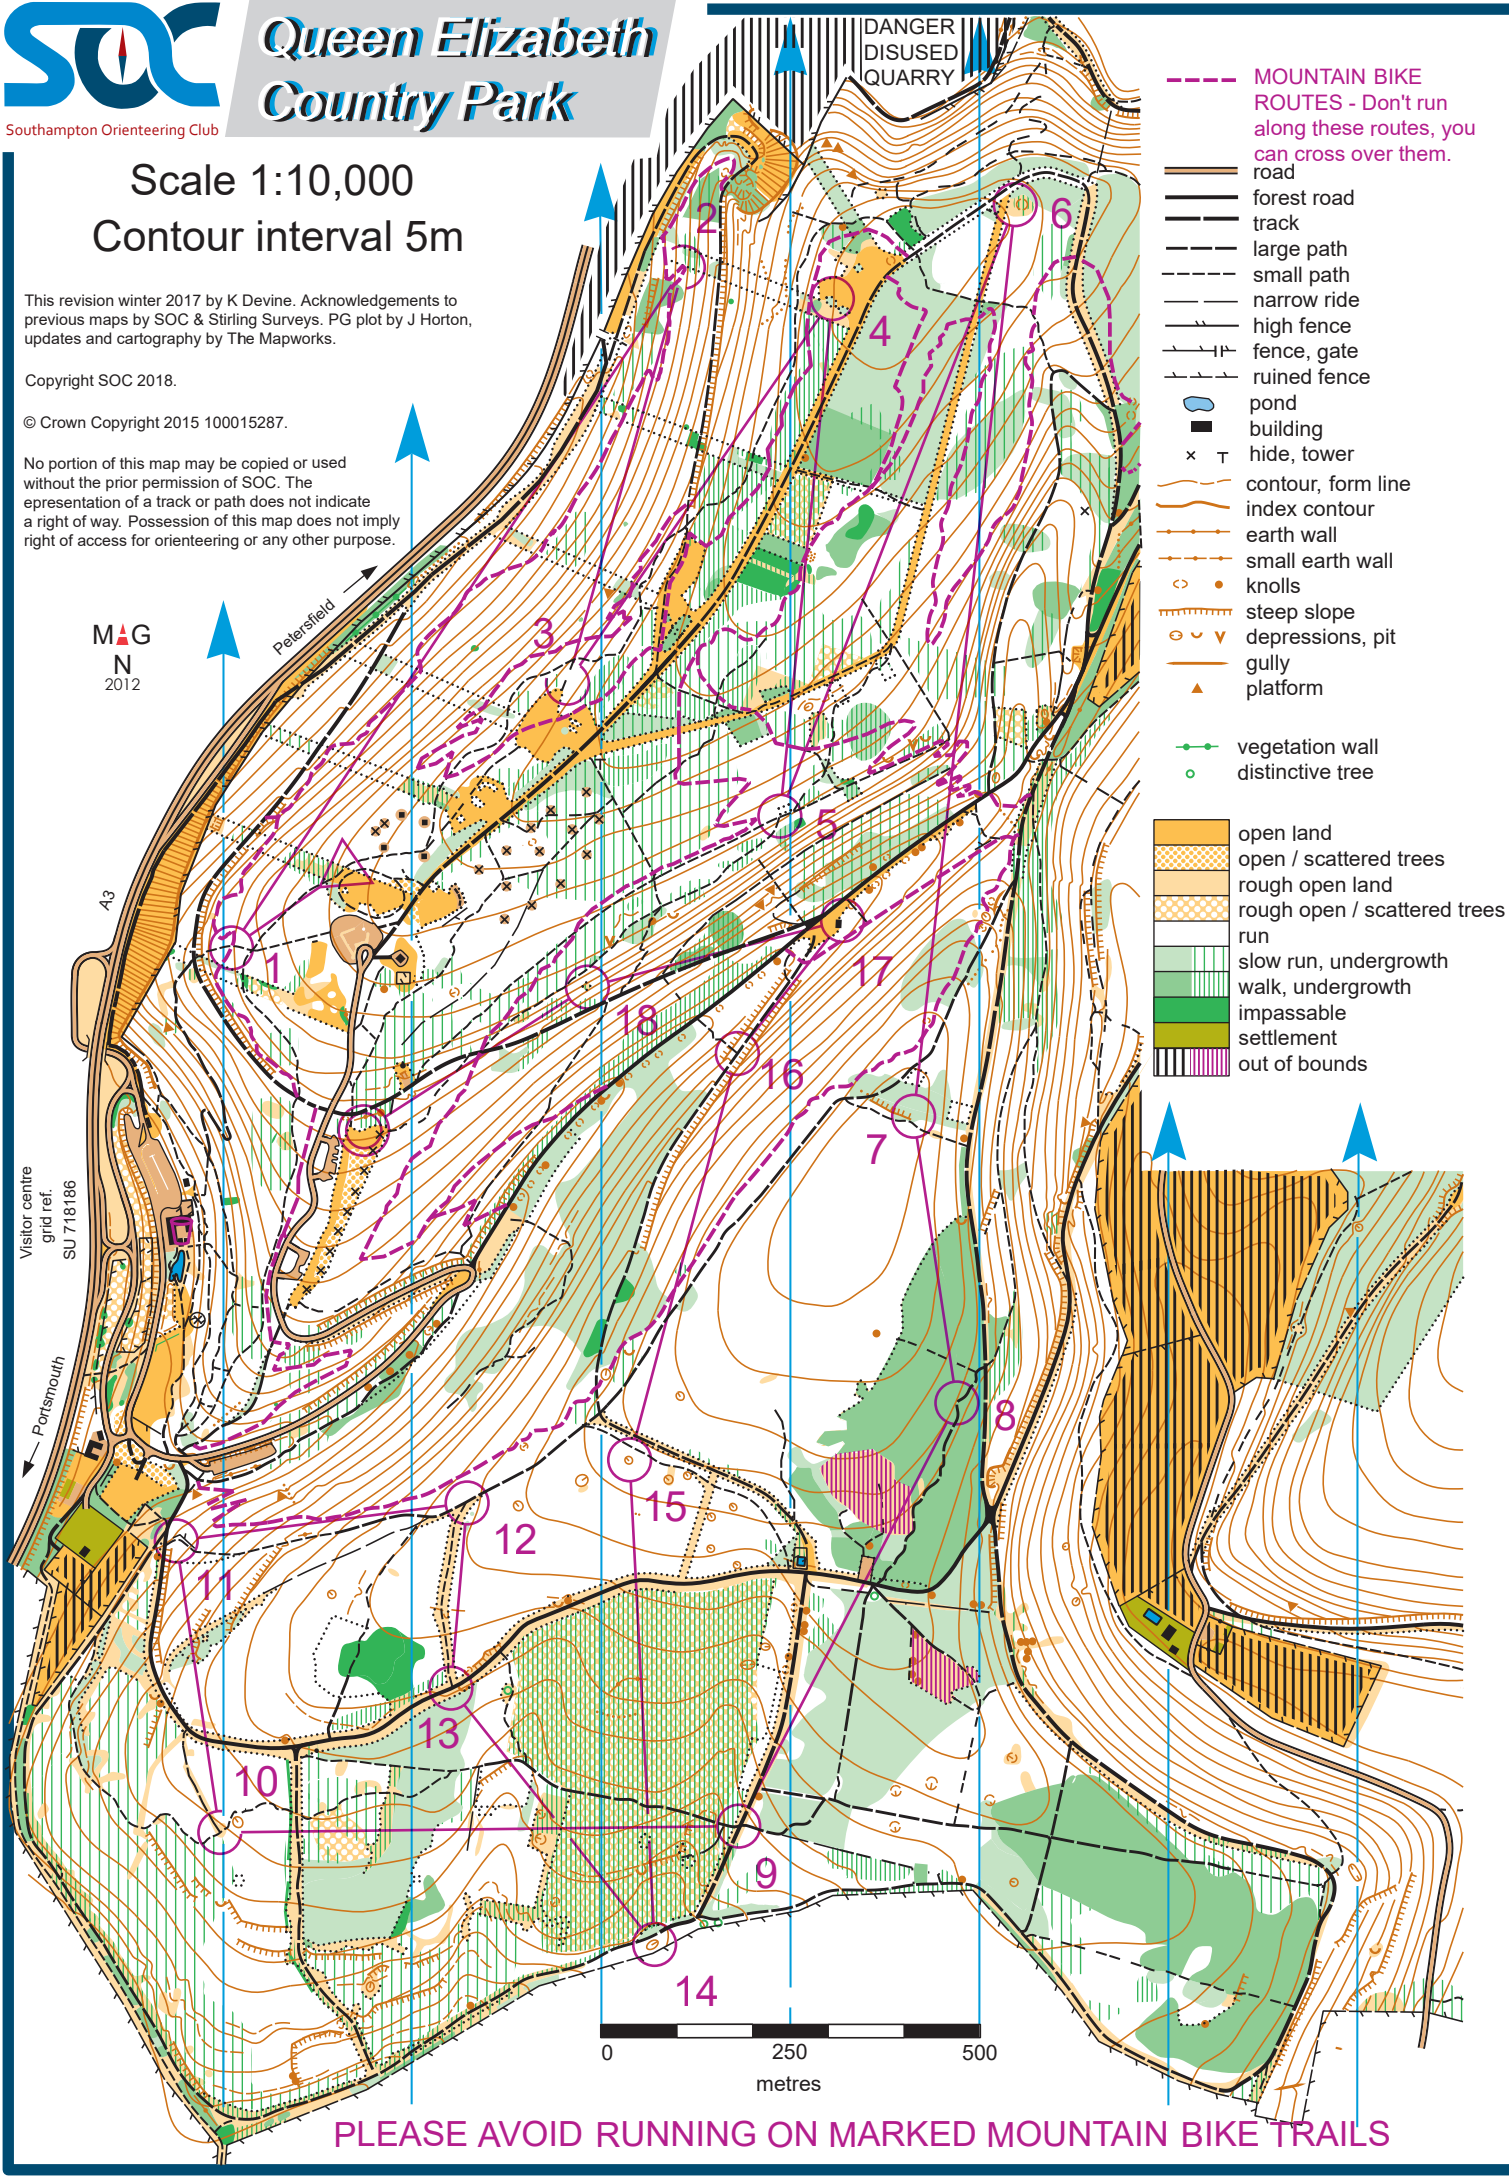 SOC
Southampton Orienteering Club
Queen Elizabeth
Country Park
Scale 1:10,000
Contour interval 5m
This revision winter 2017 by K Devine. Acknowledgements to
previous maps by SOC & Stirling Surveys. PG plot by J Horton,
updates and cartography by The Mapworks.
Copyright SOC 2018.
© Crown Copyright 2015 100015287.
No portion of this map may be copied or used
without the prior permission of SOC. The
epresentation of a track or path does not indicate
a right of way. Possession of this map does not imply
right of access for orienteering or any other purpose.
DANGER
DISUSED
QUARRY
MOUNTAIN BIKE
ROUTES - Don't run
along these routes, you
can cross over them.
road
forest road
track
large path
small path
narrow ride
high fence
fence, gate
ruined fence
pond
building
hide, tower
contour, form line
index contour
earth wall
small earth wall
knolls
steep slope
depressions, pit
gully
platform
vegetation wall
distinctive tree
open land
open / scattered trees
rough open land
rough open / scattered trees
run
slow run, undergrowth
walk, undergrowth
impassable
settlement
out of bounds
MAG
N
2012
Petersfield
A3
Visitor centre
grid ref.
SU 718186
Portsmouth
2
6
4
3
5
1
17
18
16
7
8
15
12
11
13
10
9
14
0 250 500
metres
PLEASE AVOID RUNNING ON MARKED MOUNTAIN BIKE TRAILS